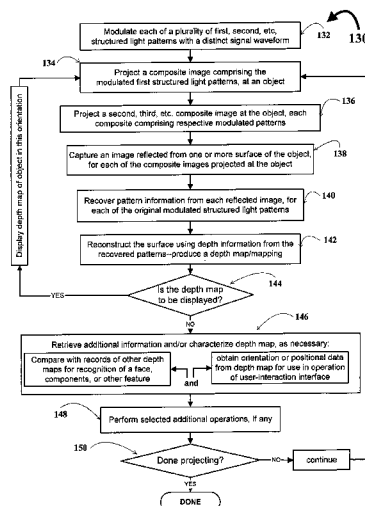 Modulate each of a plurality of first, second, etc,
structured light patterns with a distinct signal waveform
132
130
134
Project a composite image comprising the
modulated first structured light patterns, at an object
136
Project a second, third, etc. composite image at the object, each
composite comprising respective modulated patterns
138
Capture an image reflected from one or more surface of the object,
for each of the composite images projected at the object
140
Recover pattern information from each reflected image, for
each of the original modulated structured light patterns
142
Reconstruct the surface using depth information from the
recovered patterns--produce a depth map/mapping
Display depth map of object in this orientation
144
Is the depth map
to be displayed?
YES
NO
146
Retrieve additional information and/or characterize depth map, as necessary:
Compare with records of other depth
maps for recognition of a face,
components, or other feature
and
obtain orientation or positional data
from depth map for use in operation
of user-interaction interface
148
Perform selected additional operations, if any
150
Done projecting?
NO
continue
YES
DONE